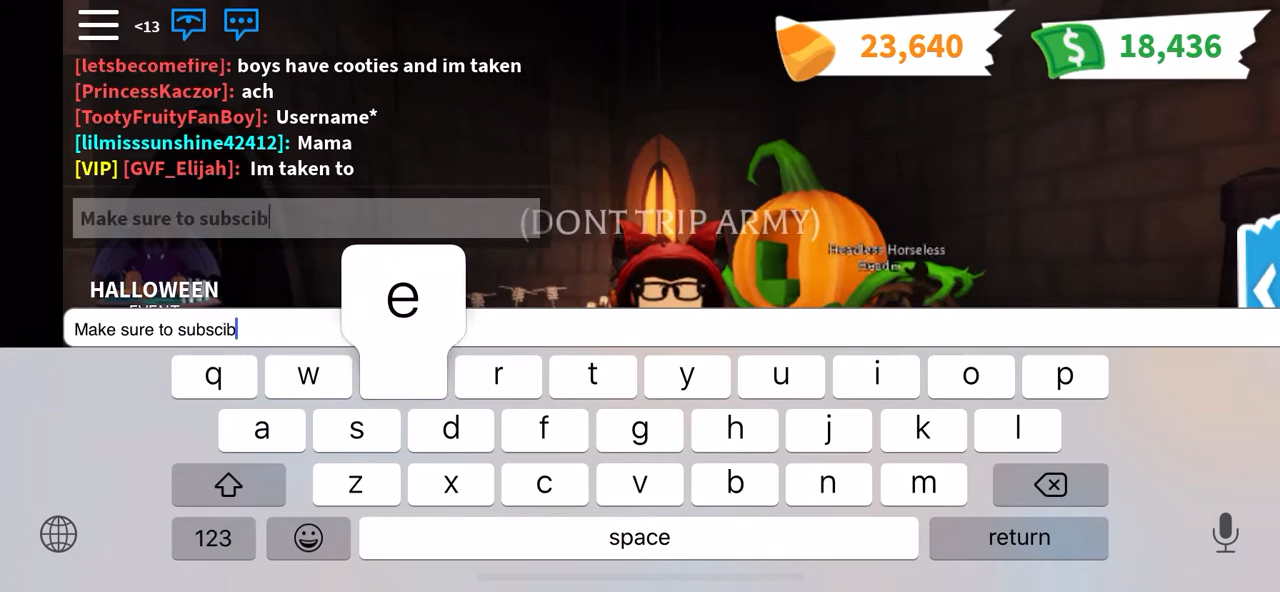 <13
23,640
18,436
[letsbecomefire]: boys have cooties and im taken
[PrincessKaczor]: ach
[TootyFruityFanBoy]: Username*
[lilmisssunshine42412]: Mama
[VIP] [GVF_Elijah]: Im taken to
Make sure to subscib
(DONT TRIP ARMY)
Headless Horseless
HALLOWEEN
EVENT
Make sure to subscib
e
q w r t y u i o p
a s d f g h j k l
z x c v b n m
123 space return